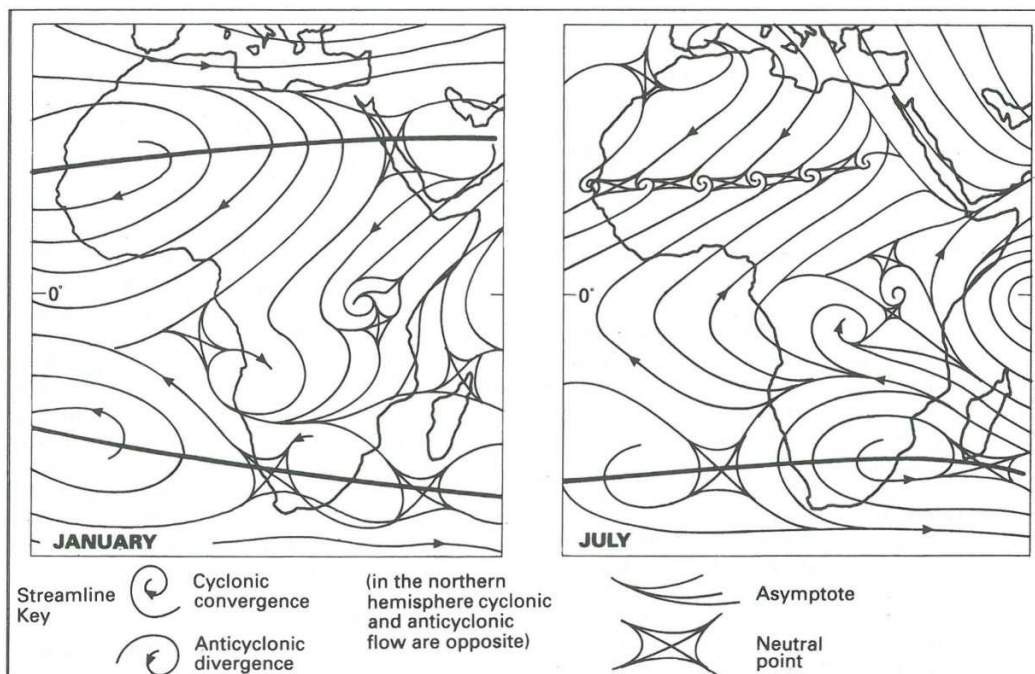 0°
JANUARY
0°
JULY
Streamline
Key
Cyclonic
convergence
Anticyclonic
divergence
(in the northern
hemisphere cyclonic
and anticyclonic
flow are opposite)
Asymptote
Neutral
point